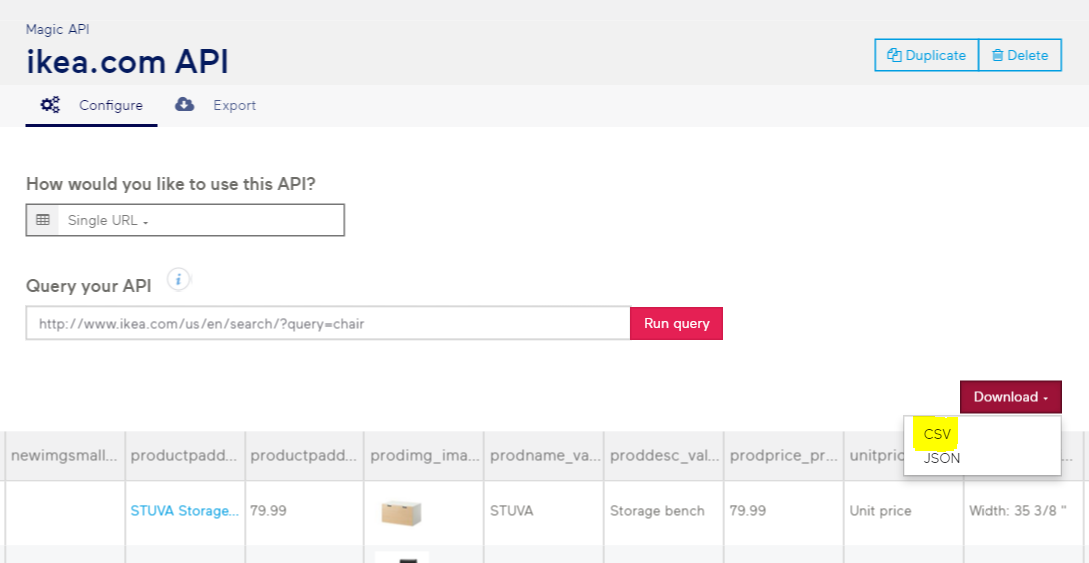 Magic API
ikea.com API
Duplicate
Delete
Configure
Export
How would you like to use this API?
Single URL
Query your API
i
http://www.ikea.com/us/en/search/?query=chair
Run query
Download
CSV
JSON
newimgsmall... productpadd... productpadd... prodimg_ima... prodname_va... proddesc_val... prodprice_pr... unitpric
STUVA Storage... 79.99 STUVA Storage bench 79.99 Unit price Width: 35 3/8 "